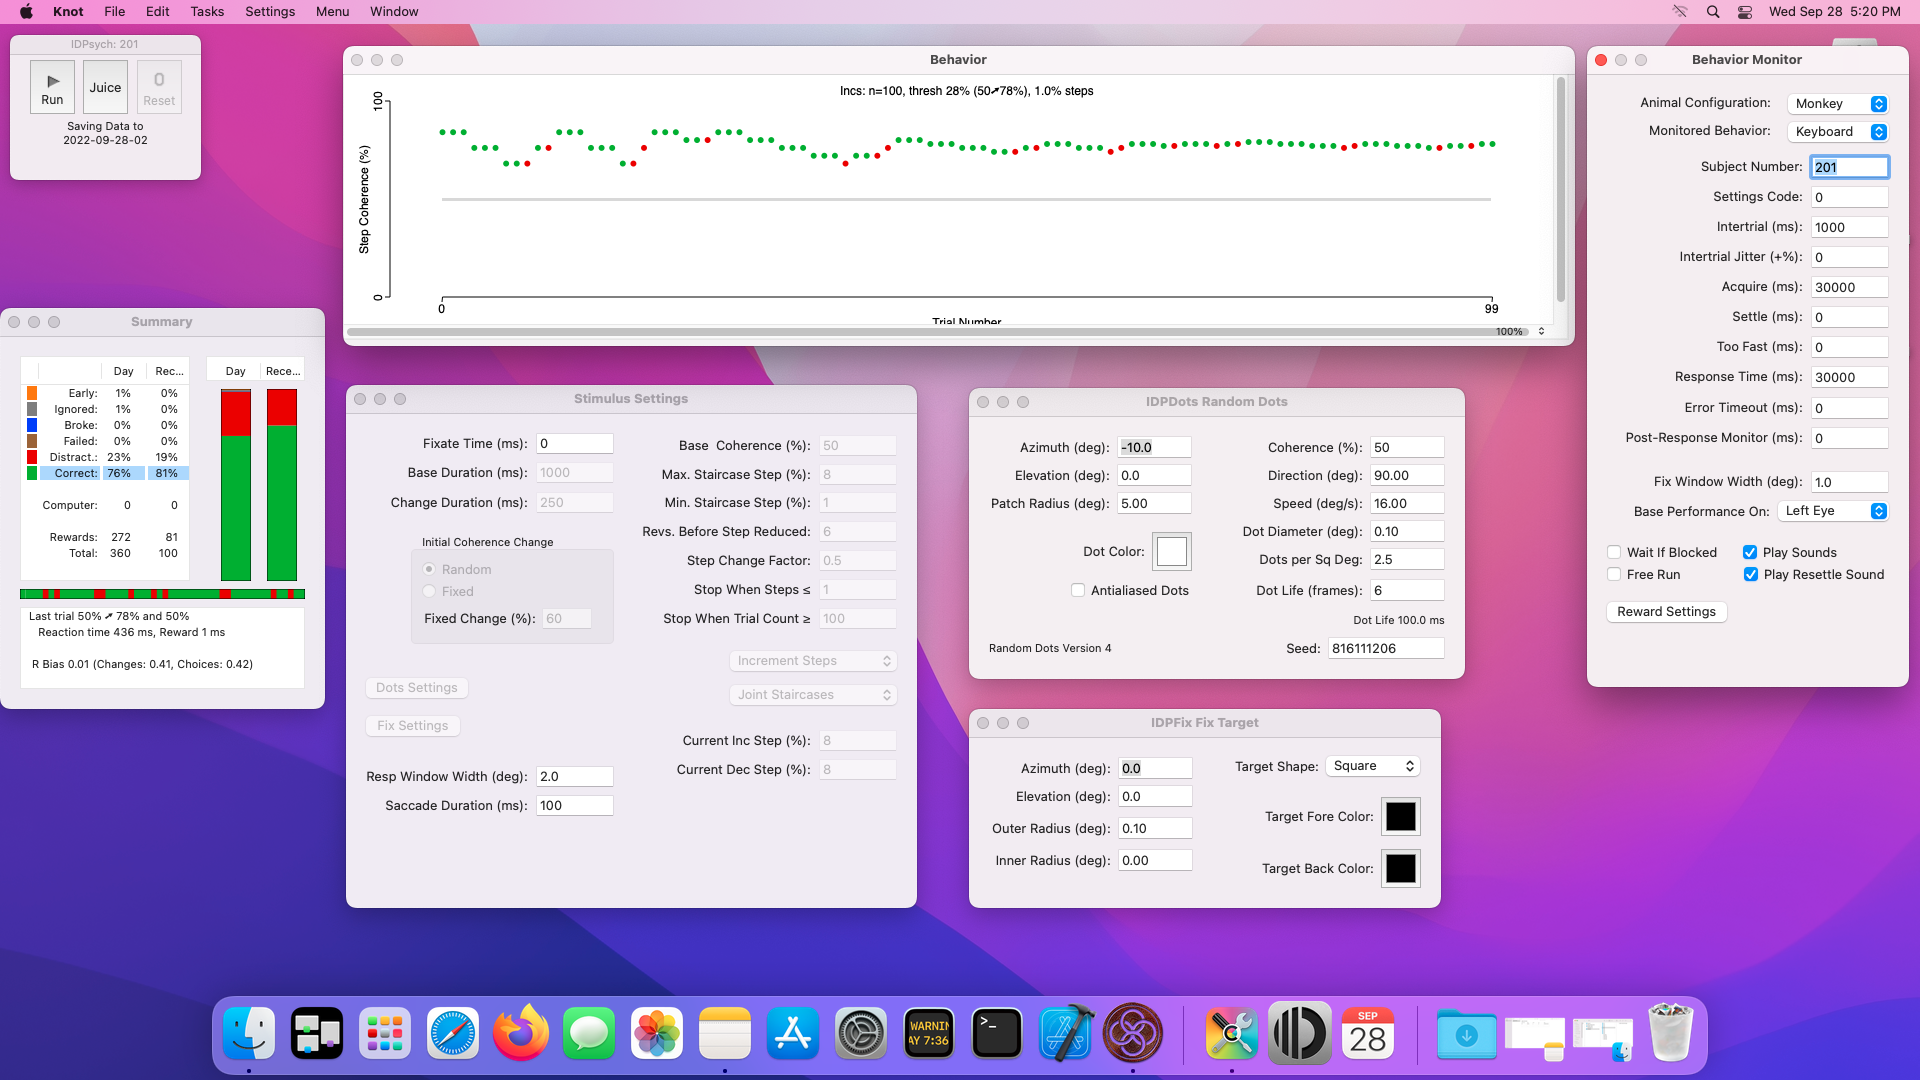 Knot File Edit Tasks Settings Menu Window
Wed Sep 28 5:20 PM
IDPsych: 201
Run
Juice
0
Reset
Saving Data to
2022-09-28-02
Behavior
Incs: n=100, thresh 28% (50➚78%), 1.0% steps
100
Step Coherence (%)
0
0
99
Trial Number
100%
Behavior Monitor
Animal Configuration: Monkey
Monitored Behavior: Keyboard
Subject Number: 201
Settings Code: 0
Intertrial (ms): 1000
Intertrial Jitter (+%): 0
Acquire (ms): 30000
Settle (ms): 0
Too Fast (ms): 0
Response Time (ms): 30000
Error Timeout (ms): 0
Post-Response Monitor (ms): 0
Fix Window Width (deg): 1.0
Base Performance On: Left Eye
Wait If Blocked
Play Sounds
Free Run
Play Resettle Sound
Reward Settings
Summary
Day Rec...
Early: 1% 0%
Ignored: 1% 0%
Broke: 0% 0%
Failed: 0% 0%
Distract.: 23% 19%
Correct: 76% 81%
Computer: 0 0
Rewards: 272 81
Total: 360 100
Day Rece...
Last trial 50% ➚ 78% and 50%
Reaction time 436 ms, Reward 1 ms
R Bias 0.01 (Changes: 0.41, Choices: 0.42)
Stimulus Settings
Fixate Time (ms): 0
Base Duration (ms): 1000
Change Duration (ms): 250
Initial Coherence Change
Random
Fixed
Fixed Change (%): 60
Dots Settings
Fix Settings
Resp Window Width (deg): 2.0
Saccade Duration (ms): 100
Base Coherence (%): 50
Max. Staircase Step (%): 8
Min. Staircase Step (%): 1
Revs. Before Step Reduced: 6
Step Change Factor: 0.5
Stop When Steps ≤ 1
Stop When Trial Count ≥ 100
Increment Steps
Joint Staircases
Current Inc Step (%): 8
Current Dec Step (%): 8
IDPDots Random Dots
Azimuth (deg): -10.0
Elevation (deg): 0.0
Patch Radius (deg): 5.00
Dot Color:
Antialiased Dots
Random Dots Version 4
Coherence (%): 50
Direction (deg): 90.00
Speed (deg/s): 16.00
Dot Diameter (deg): 0.10
Dots per Sq Deg: 2.5
Dot Life (frames): 6
Dot Life 100.0 ms
Seed: 816111206
IDPFix Fix Target
Azimuth (deg): 0.0
Elevation (deg): 0.0
Outer Radius (deg): 0.10
Inner Radius (deg): 0.00
Target Shape: Square
Target Fore Color:
Target Back Color:
WARNIN
AY 7:36
>_
SEP
28